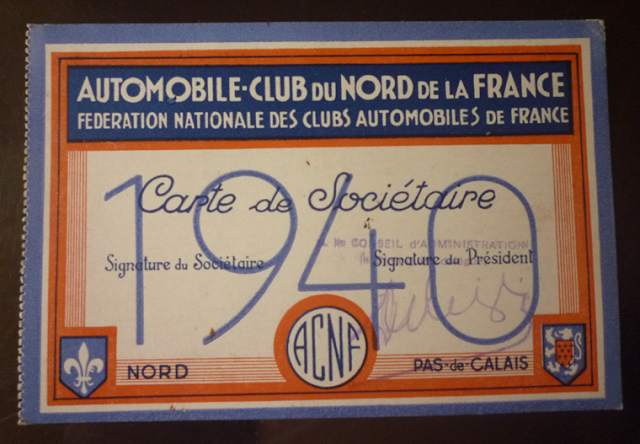 AUTOMOBILE-CLUB DU NORD DE LA FRANCE
FEDERATION NATIONALE DES CLUBS AUTOMOBILES DE FRANCE
1940
Carte de Sociétaire
CONSEIL d'ADMINISTRATION
Signature du Sociétaire
Signature du Président
ACNF
NORD
PAS-de-CALAIS